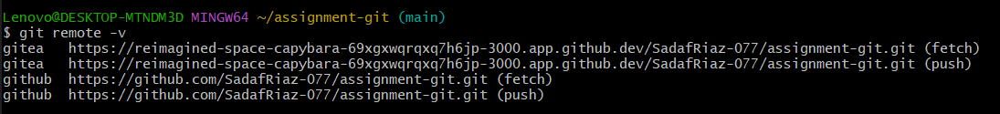 Lenovo@DESKTOP-MTNDM3D MINGW64 ~/assignment-git (main)
$ git remote -v
gitea   https://reimagined-space-capybara-69xgxwqrqxq7h6jp-3000.app.github.dev/SadafRiaz-077/assignment-git.git (fetch)
gitea   https://reimagined-space-capybara-69xgxwqrqxq7h6jp-3000.app.github.dev/SadafRiaz-077/assignment-git.git (push)
github  https://github.com/SadafRiaz-077/assignment-git.git (fetch)
github  https://github.com/SadafRiaz-077/assignment-git.git (push)